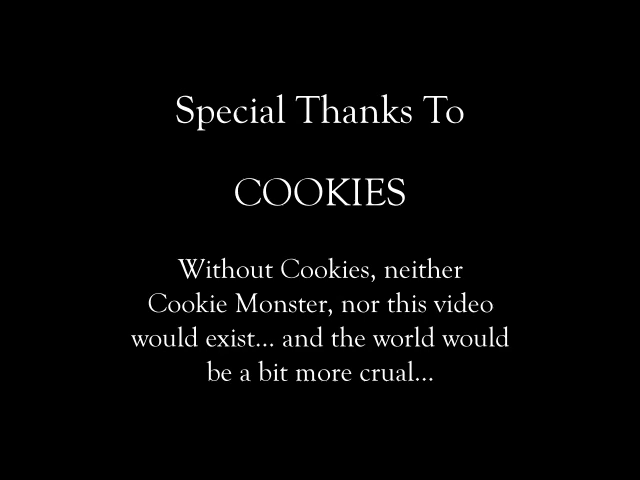 Special Thanks To
COOKIES
Without Cookies, neither
Cookie Monster, nor this video
would exist... and the world would
be a bit more crual...